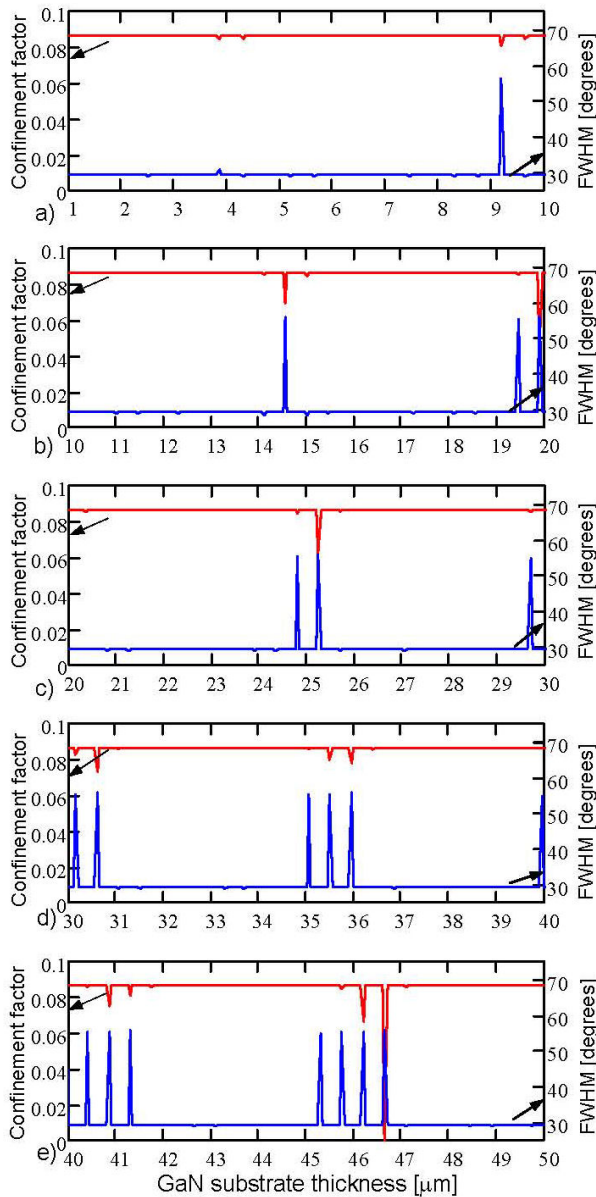 Confinement factor
0.1
0.08
0.06
0.04
0.02
0
70
60
50
40
30
FWHM [degrees]
1 2 3 4 5 6 7 8 9 10
a)
Confinement factor
0.1
0.08
0.06
0.04
0.02
0
70
60
50
40
30
FWHM [degrees]
10 11 12 13 14 15 16 17 18 19 20
b)
Confinement factor
0.1
0.08
0.06
0.04
0.02
0
70
60
50
40
30
FWHM [degrees]
20 21 22 23 24 25 26 27 28 29 30
c)
Confinement factor
0.1
0.08
0.06
0.04
0.02
0
70
60
50
40
30
FWHM [degrees]
30 31 32 33 34 35 36 37 38 39 40
d)
Confinement factor
0.1
0.08
0.06
0.04
0.02
0
70
60
50
40
30
FWHM [degrees]
40 41 42 43 44 45 46 47 48 49 50
e)
GaN substrate thickness [µm]